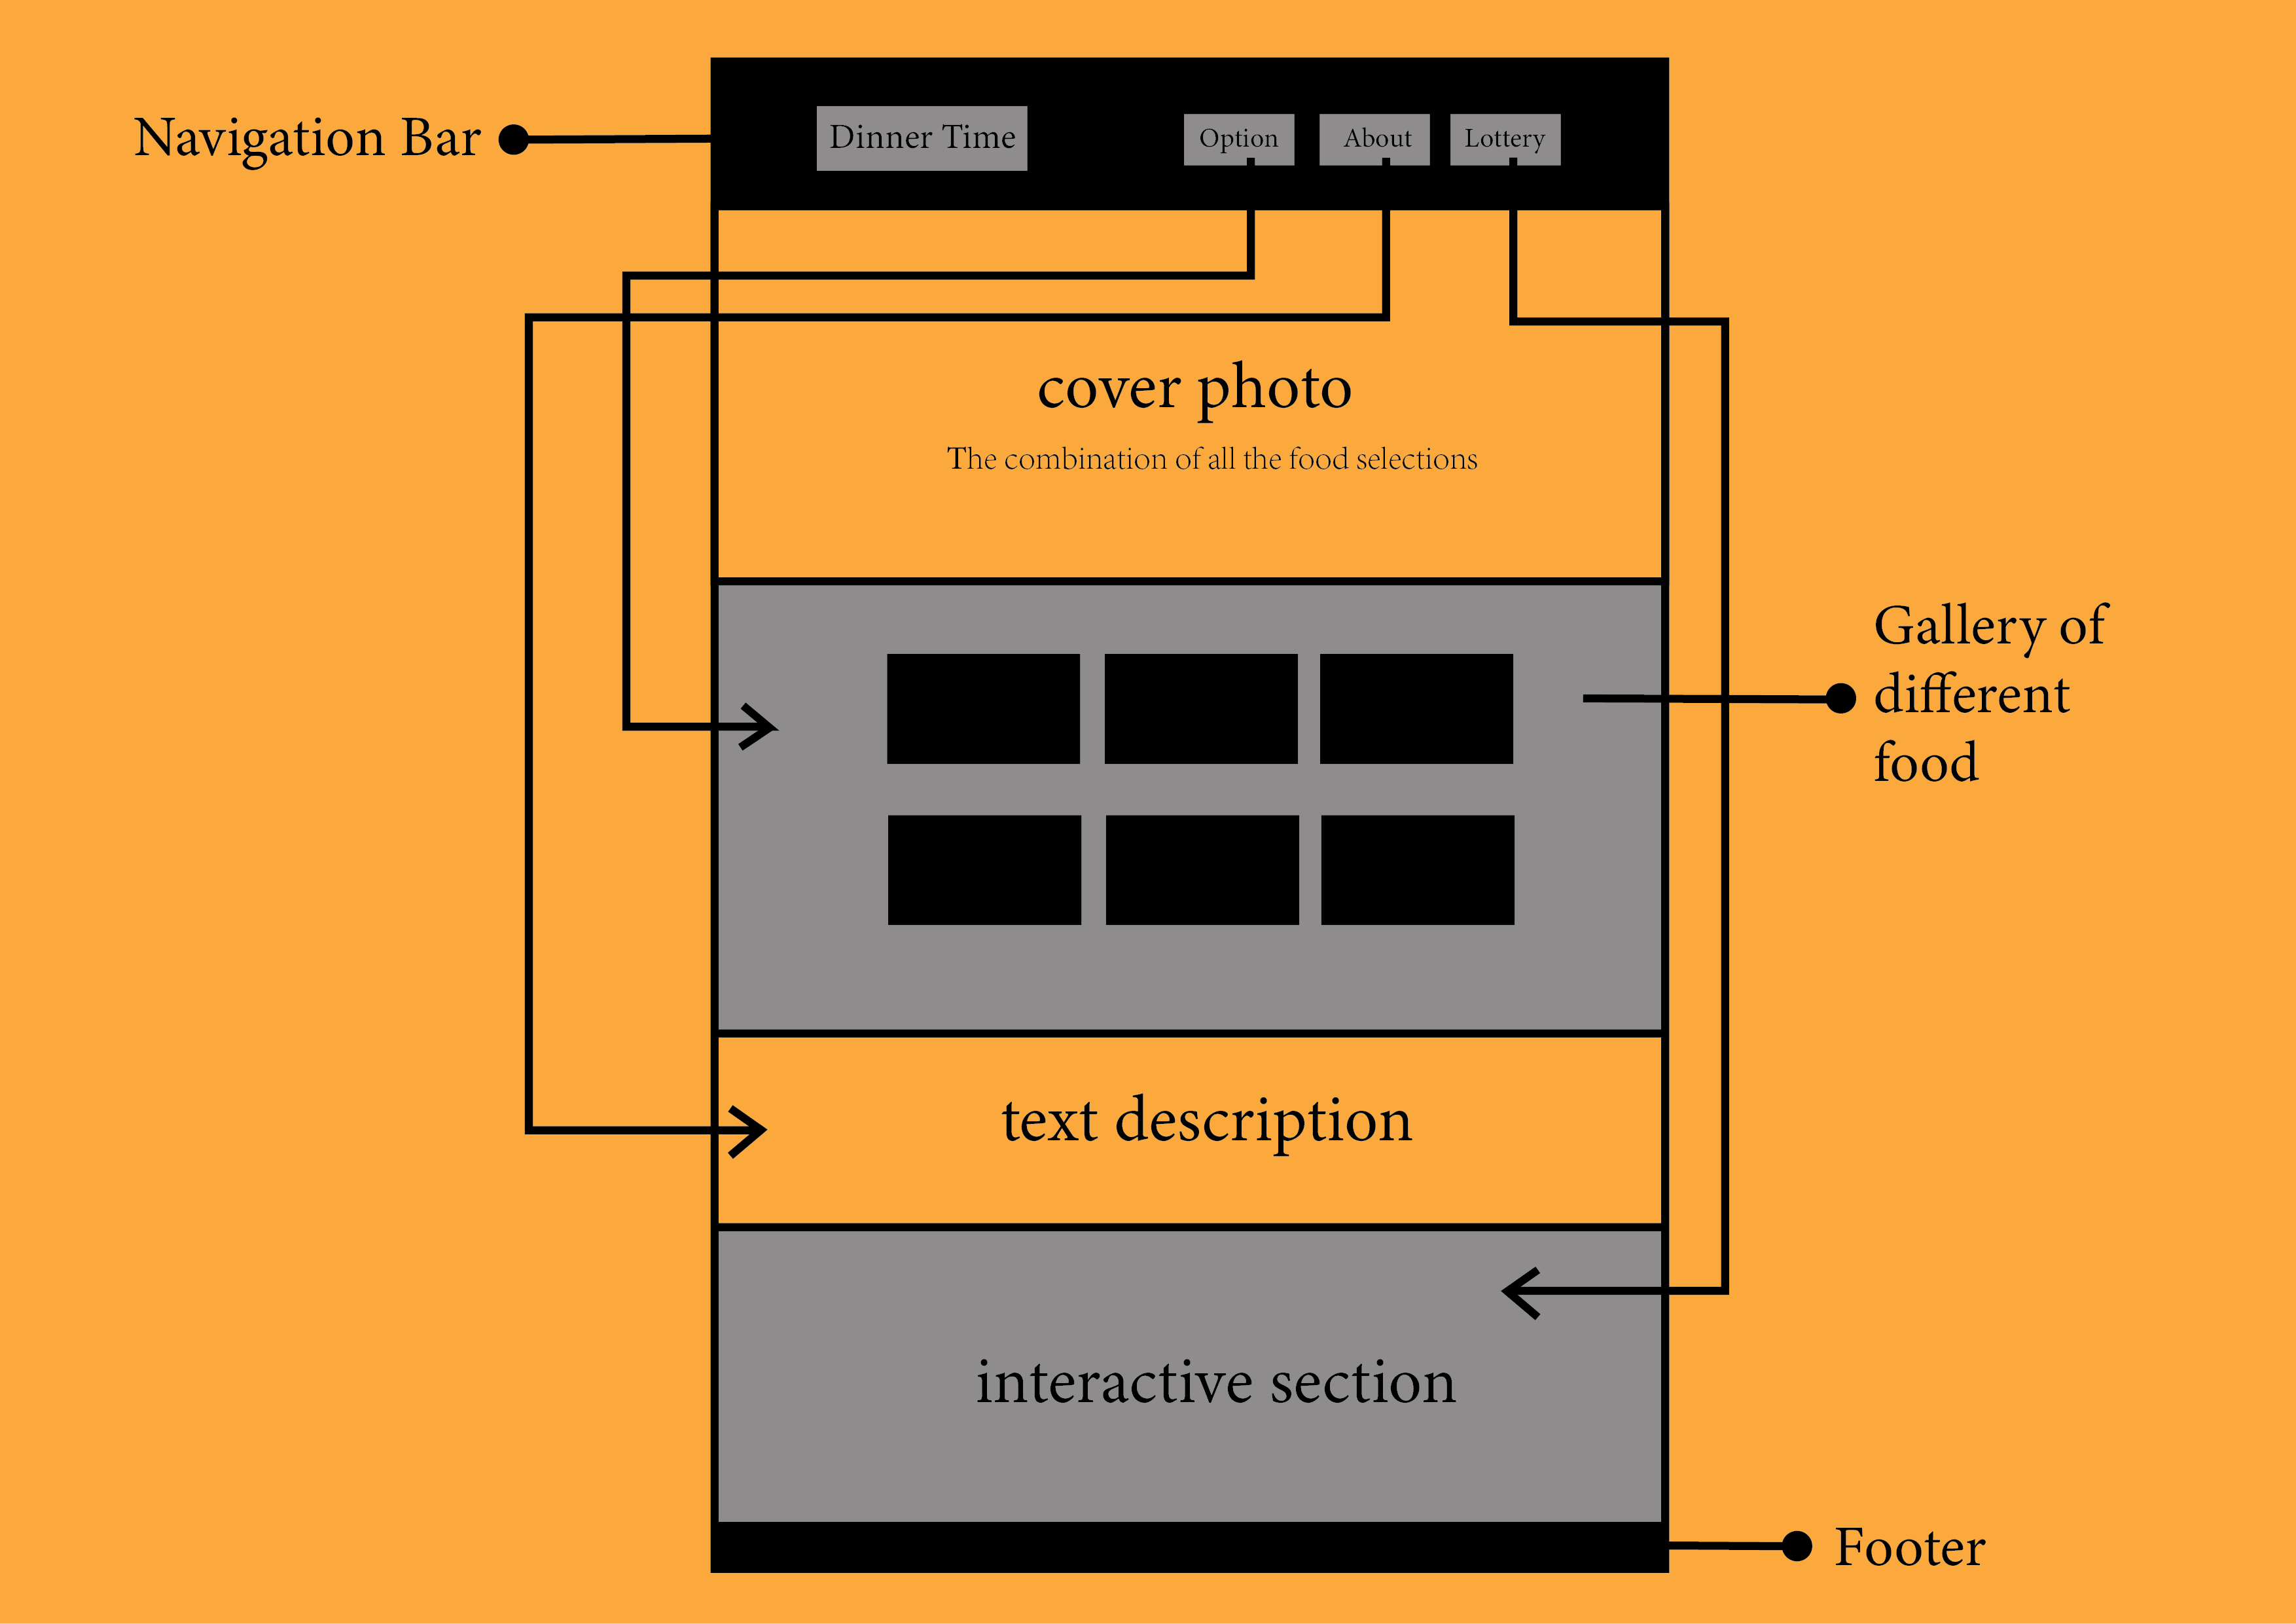 Navigation Bar
Dinner Time
Option
About
Lottery
cover photo
The combination of all the food selections
Gallery of
different
food
text description
interactive section
Footer